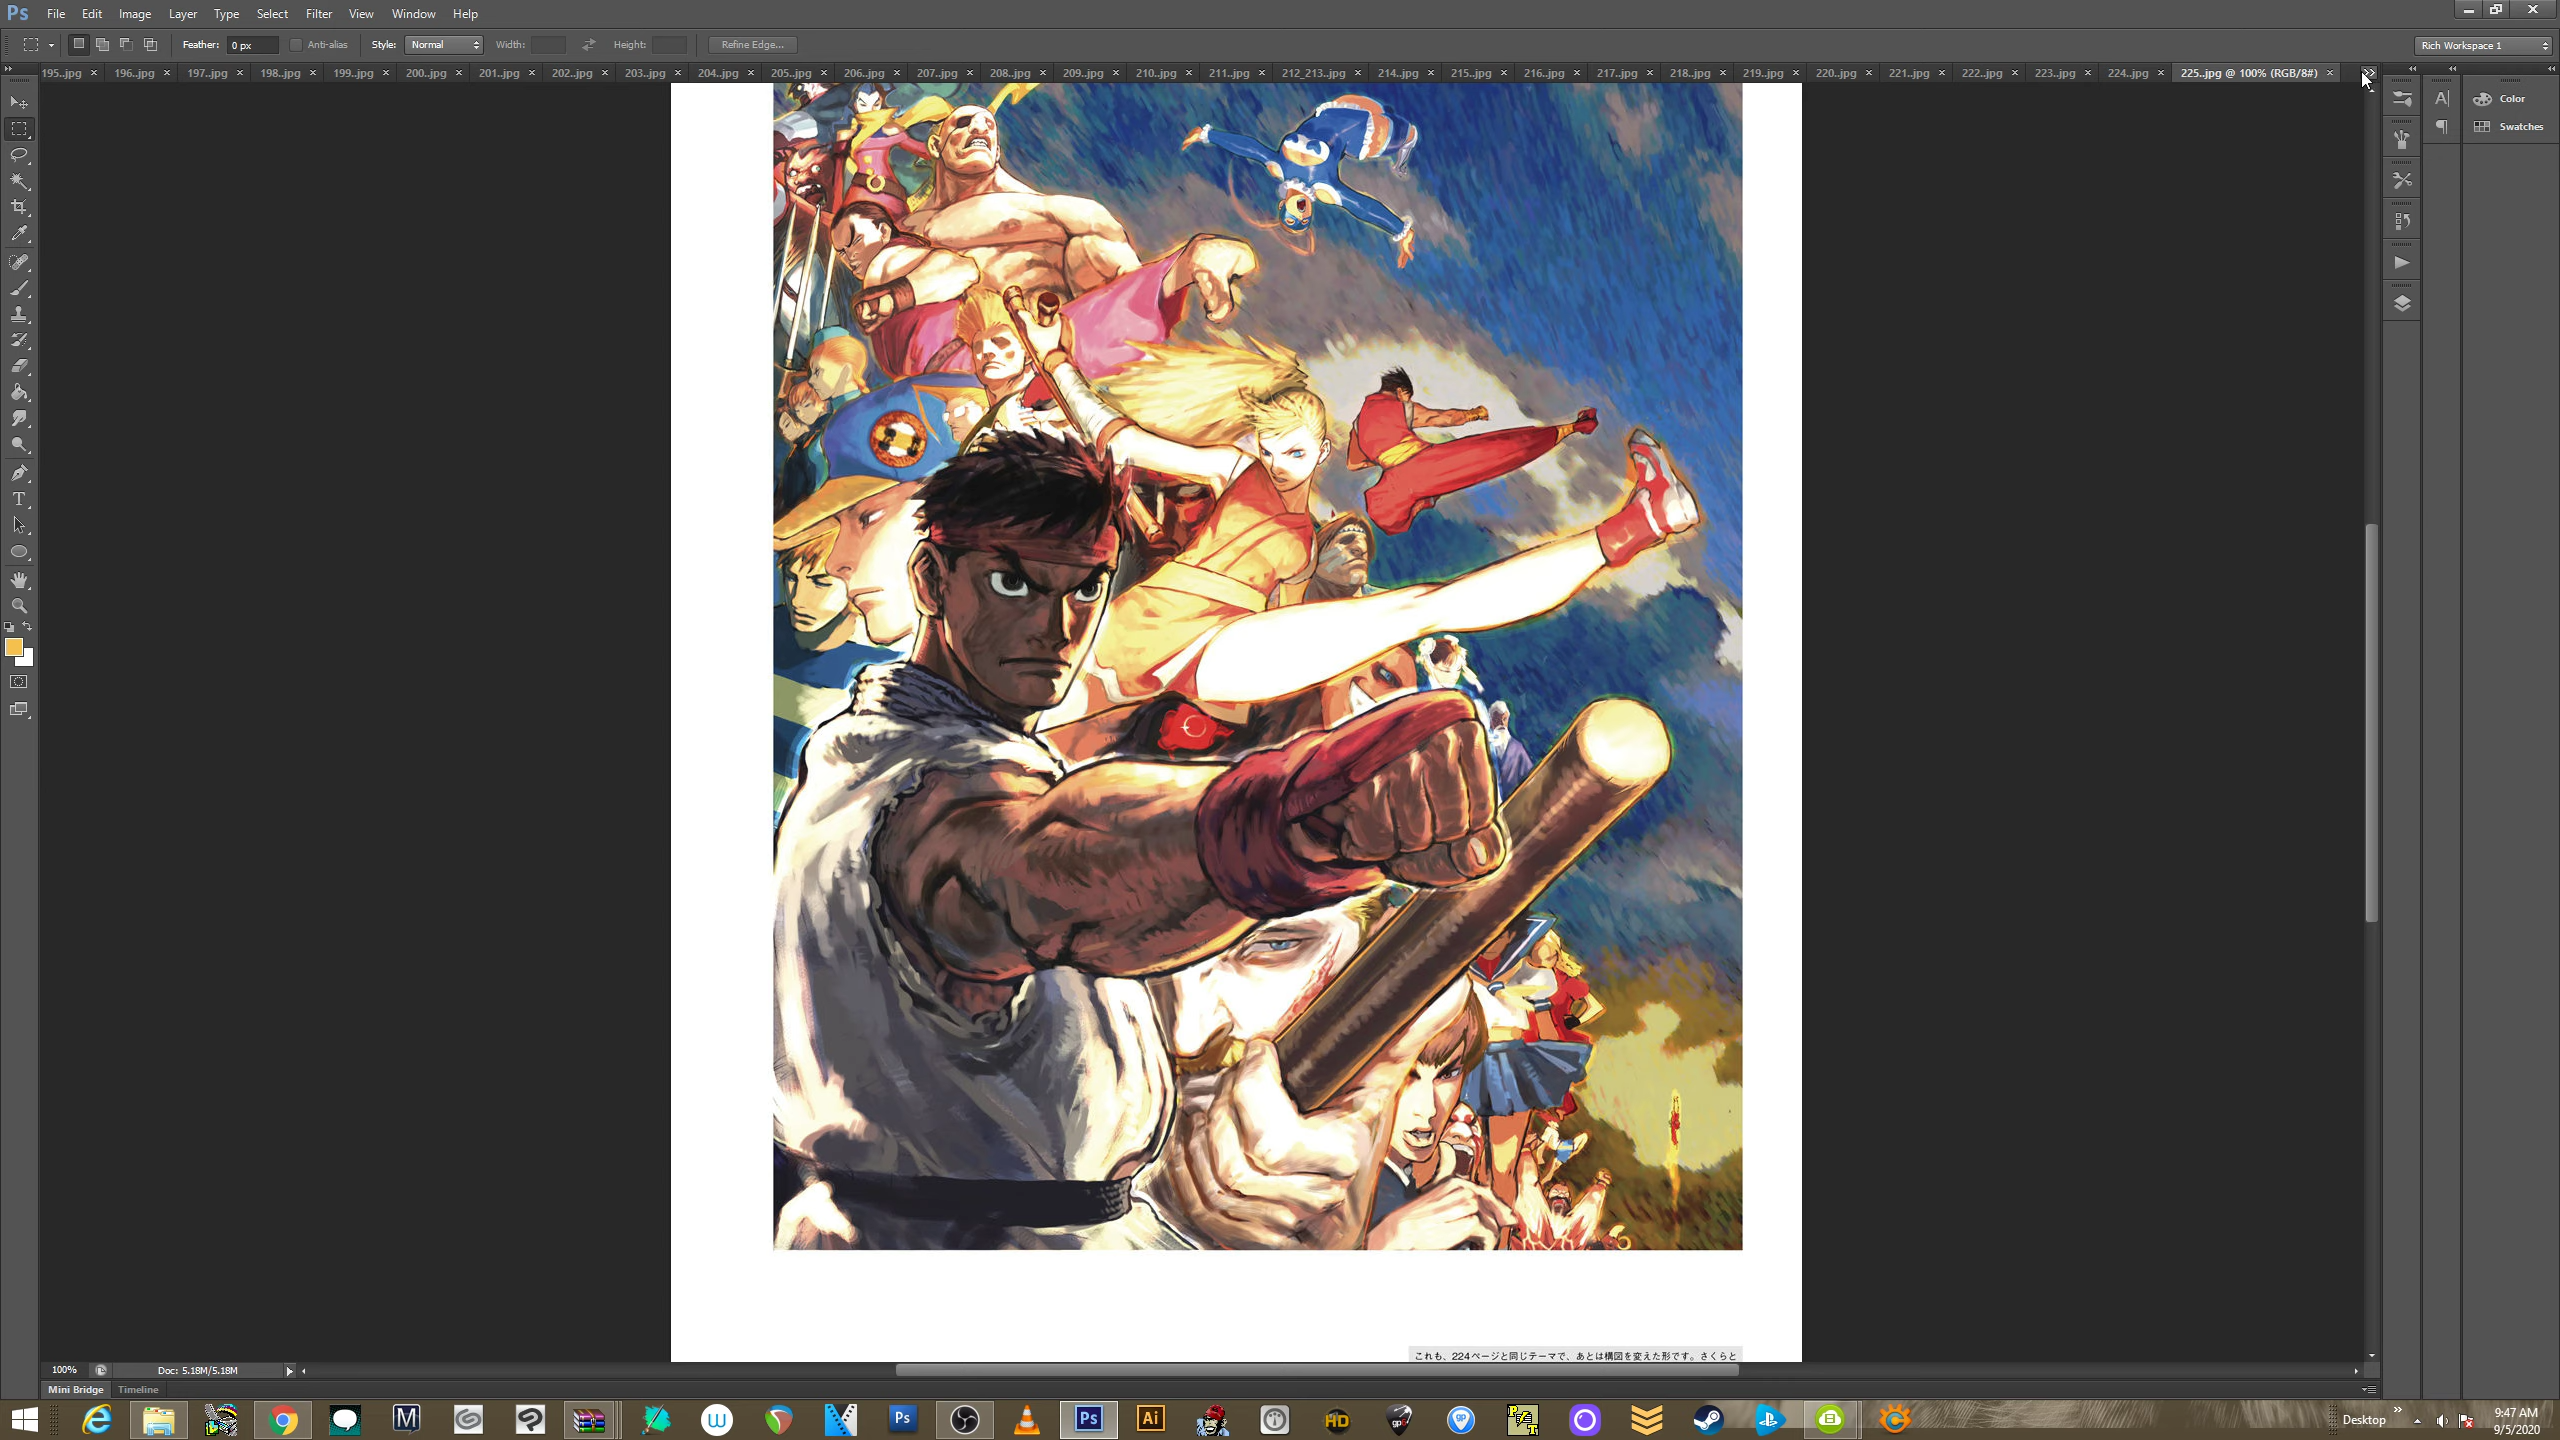 Ps File Edit Image Layer Type Select Filter View Window Help
Feather: 0 px Anti-alias Style: Normal Width: Height: Refine Edge... Rich Workspace 1
195..jpg 196..jpg 197..jpg 198..jpg 199..jpg 200..jpg 201..jpg 202..jpg 203..jpg 204..jpg 205..jpg 206..jpg 207..jpg 208..jpg 209..jpg 210..jpg 211..jpg 212_213..jpg 214..jpg 215..jpg 216..jpg 217..jpg 218..jpg 219..jpg 220..jpg 221..jpg 222..jpg 223..jpg 224..jpg 225..jpg @ 100% (RGB/8#)
Color
Swatches
これも、224ページと同じテーマで、あとは構図を変えた形です。さくらと
100% Doc: 5.18M/5.18M
Mini Bridge Timeline
Ps Ps Ai HD gp5 gp P T
Desktop
9:47 AM
9/5/2020